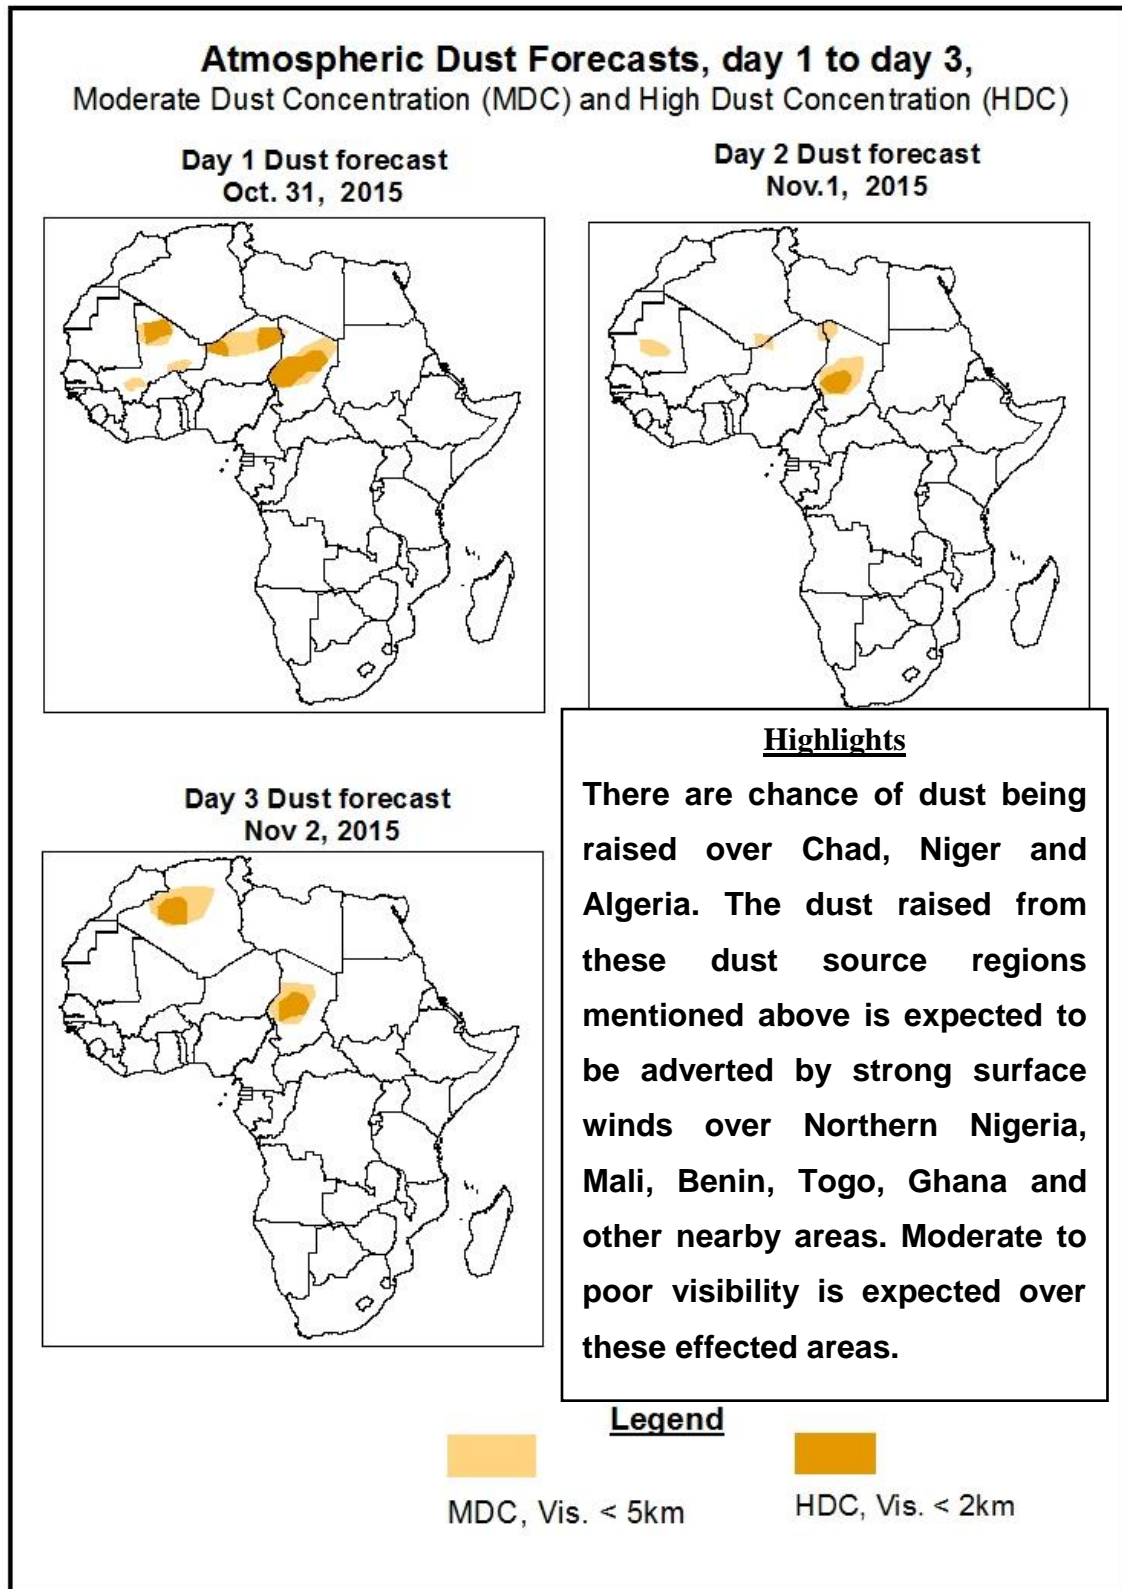 Atmospheric Dust Forecasts, day 1 to day 3,
Moderate Dust Concentration (MDC) and High Dust Concentration (HDC)
Day 1 Dust forecast
Oct. 31, 2015
Day 2 Dust forecast
Nov.1, 2015
Day 3 Dust forecast
Nov 2, 2015
Highlights
There are chance of dust being
raised over Chad, Niger and
Algeria. The dust raised from
these dust source regions
mentioned above is expected to
be adverted by strong surface
winds over Northern Nigeria,
Mali, Benin, Togo, Ghana and
other nearby areas. Moderate to
poor visibility is expected over
these effected areas.
Legend
MDC, Vis. < 5km
HDC, Vis. < 2km